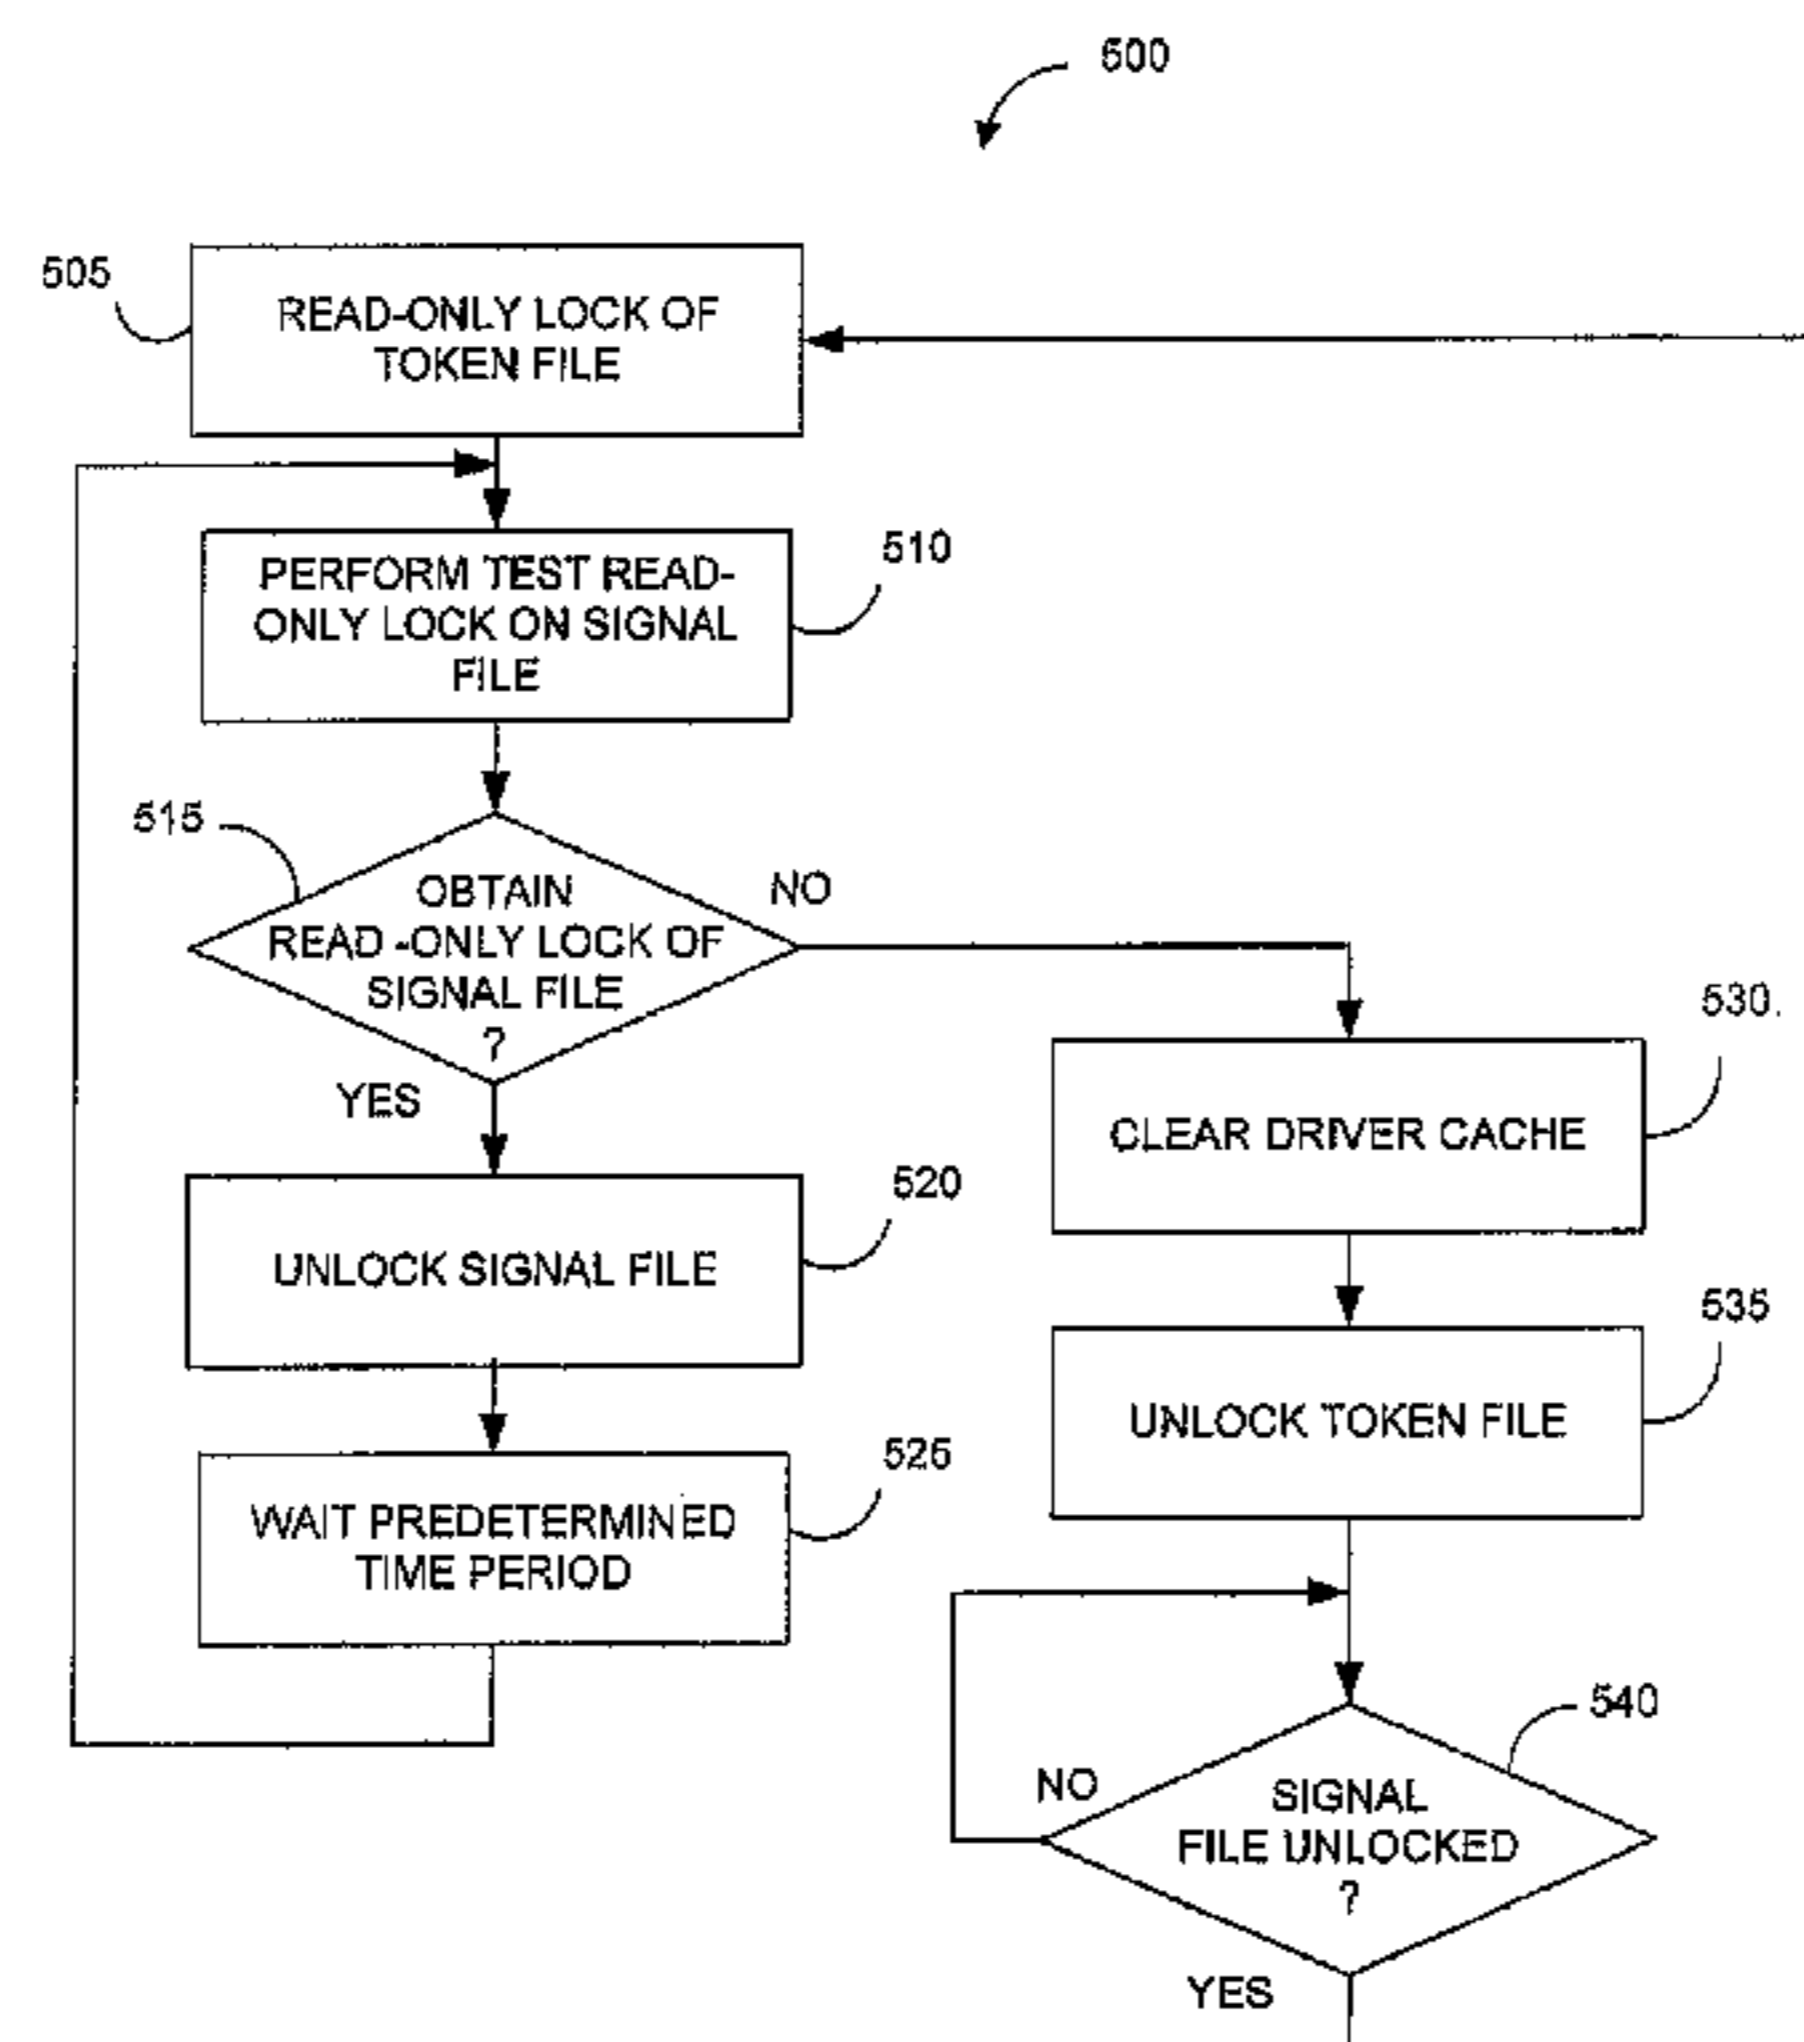 500
505
READ-ONLY LOCK OF
TOKEN FILE
510
PERFORM TEST READ-
ONLY LOCK ON SIGNAL
FILE
515
OBTAIN
READ -ONLY LOCK OF
SIGNAL FILE
?
NO
YES
530.
CLEAR DRIVER CACHE
520
UNLOCK SIGNAL FILE
535
UNLOCK TOKEN FILE
525
WAIT PREDETERMINED
TIME PERIOD
540
NO
SIGNAL
FILE UNLOCKED
?
YES